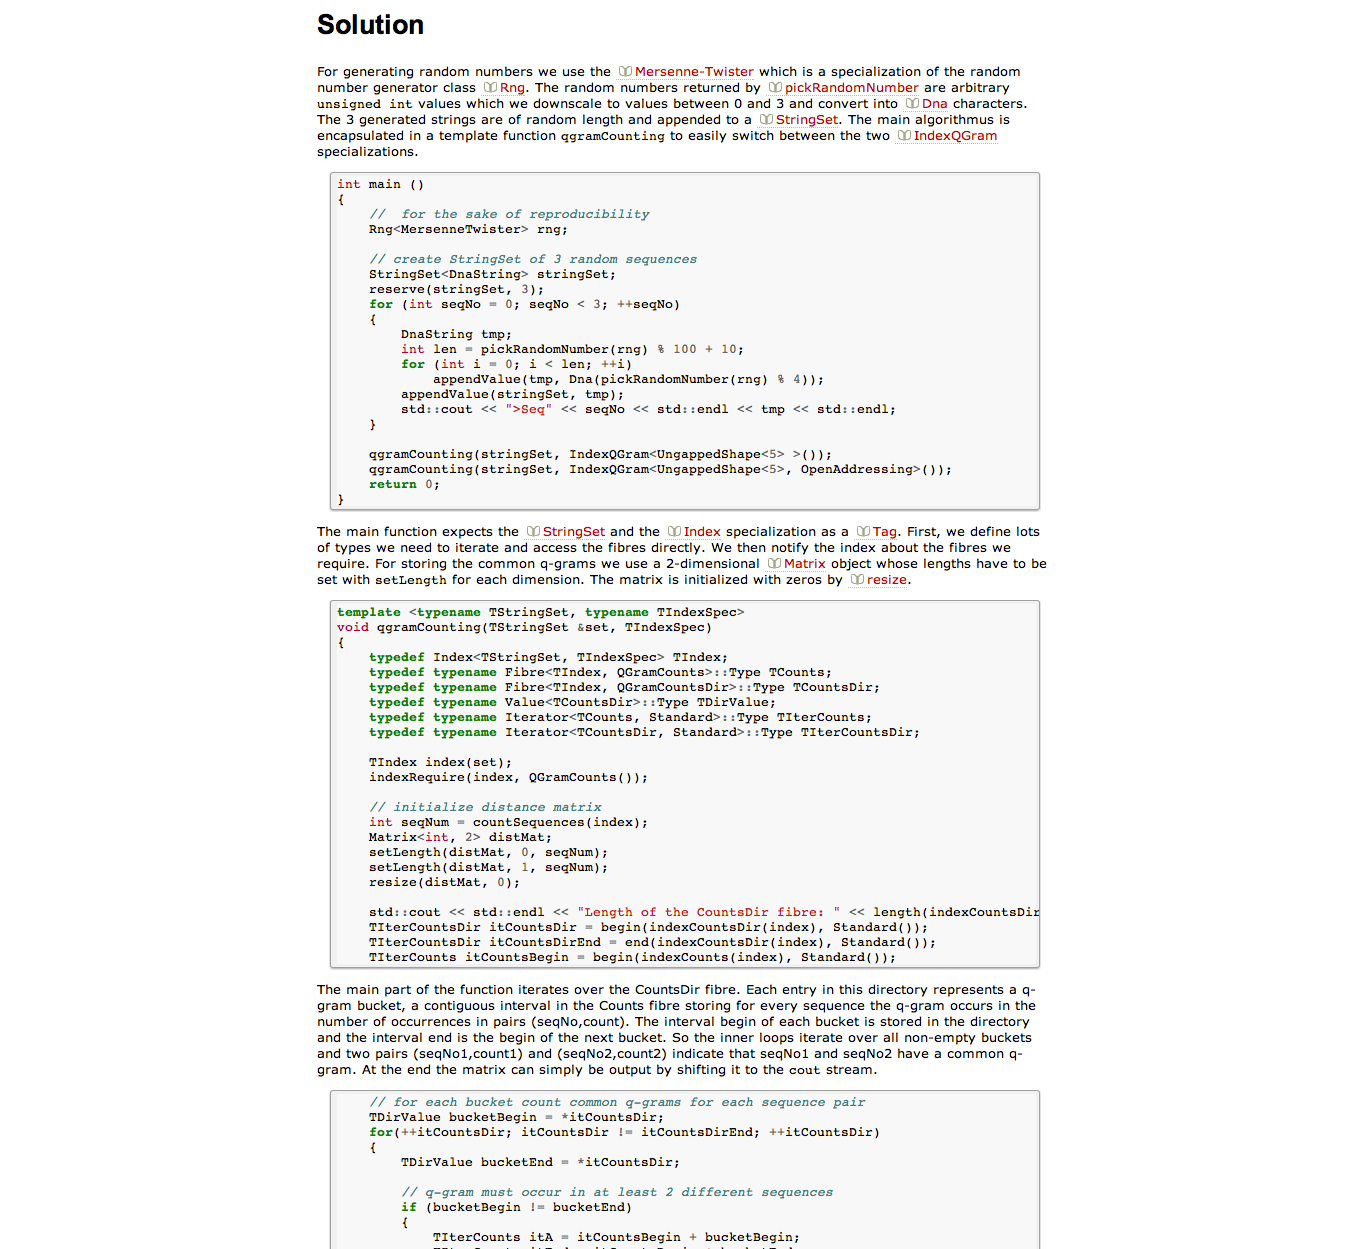 Solution
For generating random numbers we use the Mersenne-Twister which is a specialization of the random
number generator class Rng. The random numbers returned by pickRandomNumber are arbitrary
unsigned int values which we downscale to values between 0 and 3 and convert into Dna characters.
The 3 generated strings are of random length and appended to a StringSet. The main algorithmus is
encapsulated in a template function qgramCounting to easily switch between the two IndexQGram
specializations.
int main ()
{
    //  for the sake of reproducibility
    Rng<MersenneTwister> rng;
    // create StringSet of 3 random sequences
    StringSet<DnaString> stringSet;
    reserve(stringSet, 3);
    for (int seqNo = 0; seqNo < 3; ++seqNo)
    {
        DnaString tmp;
        int len = pickRandomNumber(rng) % 100 + 10;
        for (int i = 0; i < len; ++i)
            appendValue(tmp, Dna(pickRandomNumber(rng) % 4));
        appendValue(stringSet, tmp);
        std::cout << ">Seq" << seqNo << std::endl << tmp << std::endl;
    }
    qgramCounting(stringSet, IndexQGram<UngappedShape<5> >());
    qgramCounting(stringSet, IndexQGram<UngappedShape<5>, OpenAddressing>());
    return 0;
}
The main function expects the StringSet and the Index specialization as a Tag. First, we define lots
of types we need to iterate and access the fibres directly. We then notify the index about the fibres we
require. For storing the common q-grams we use a 2-dimensional Matrix object whose lengths have to be
set with setLength for each dimension. The matrix is initialized with zeros by resize.
template <typename TStringSet, typename TIndexSpec>
void qgramCounting(TStringSet &set, TIndexSpec)
{
    typedef Index<TStringSet, TIndexSpec> TIndex;
    typedef typename Fibre<TIndex, QGramCounts>::Type TCounts;
    typedef typename Fibre<TIndex, QGramCountsDir>::Type TCountsDir;
    typedef typename Value<TCountsDir>::Type TDirValue;
    typedef typename Iterator<TCounts, Standard>::Type TIterCounts;
    typedef typename Iterator<TCountsDir, Standard>::Type TIterCountsDir;
    TIndex index(set);
    indexRequire(index, QGramCounts());
    // initialize distance matrix
    int seqNum = countSequences(index);
    Matrix<int, 2> distMat;
    setLength(distMat, 0, seqNum);
    setLength(distMat, 1, seqNum);
    resize(distMat, 0);
    std::cout << std::endl << "Length of the CountsDir fibre: " << length(indexCountsDir
    TIterCountsDir itCountsDir = begin(indexCountsDir(index), Standard());
    TIterCountsDir itCountsDirEnd = end(indexCountsDir(index), Standard());
    TIterCounts itCountsBegin = begin(indexCounts(index), Standard());
The main part of the function iterates over the CountsDir fibre. Each entry in this directory represents a q-
gram bucket, a contiguous interval in the Counts fibre storing for every sequence the q-gram occurs in the
number of occurrences in pairs (seqNo,count). The interval begin of each bucket is stored in the directory
and the interval end is the begin of the next bucket. So the inner loops iterate over all non-empty buckets
and two pairs (seqNo1,count1) and (seqNo2,count2) indicate that seqNo1 and seqNo2 have a common q-
gram. At the end the matrix can simply be output by shifting it to the cout stream.
    // for each bucket count common q-grams for each sequence pair
    TDirValue bucketBegin = *itCountsDir;
    for(++itCountsDir; itCountsDir != itCountsDirEnd; ++itCountsDir)
    {
        TDirValue bucketEnd = *itCountsDir;
        // q-gram must occur in at least 2 different sequences
        if (bucketBegin != bucketEnd)
        {
            TIterCounts itA = itCountsBegin + bucketBegin;